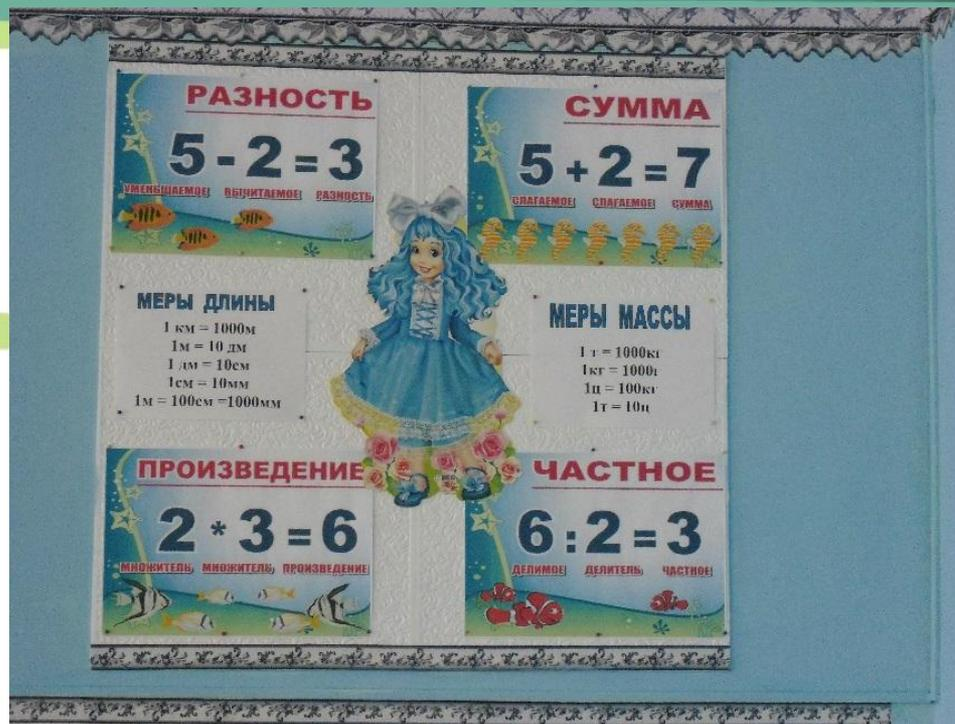 РАЗНОСТЬ
5 - 2 = 3
УМЕНЬШАЕМОЕ ВЫЧИТАЕМОЕ РАЗНОСТЬ
СУММА
5 + 2 = 7
СЛАГАЕМОЕ СЛАГАЕМОЕ СУММА
МЕРЫ ДЛИНЫ
1 км = 1000м
1м = 10 дм
1 дм = 10см
1см = 10мм
1м = 100см =1000мм
МЕРЫ МАССЫ
1 т = 1000кг
1кг = 1000г
1ц = 100кг
1т = 10ц
ПРОИЗВЕДЕНИЕ
2 * 3 = 6
МНОЖИТЕЛЬ МНОЖИТЕЛЬ ПРОИЗВЕДЕНИЕ
ЧАСТНОЕ
6 : 2 = 3
ДЕЛИМОЕ ДЕЛИТЕЛЬ ЧАСТНОЕ